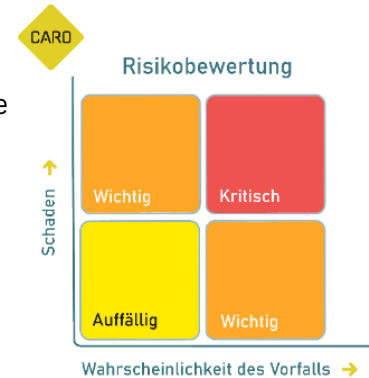 CARO
Risikobewertung
e
Schaden →
Wichtig
Kritisch
Auffällig
Wichtig
Wahrscheinlichkeit des Vorfalls →